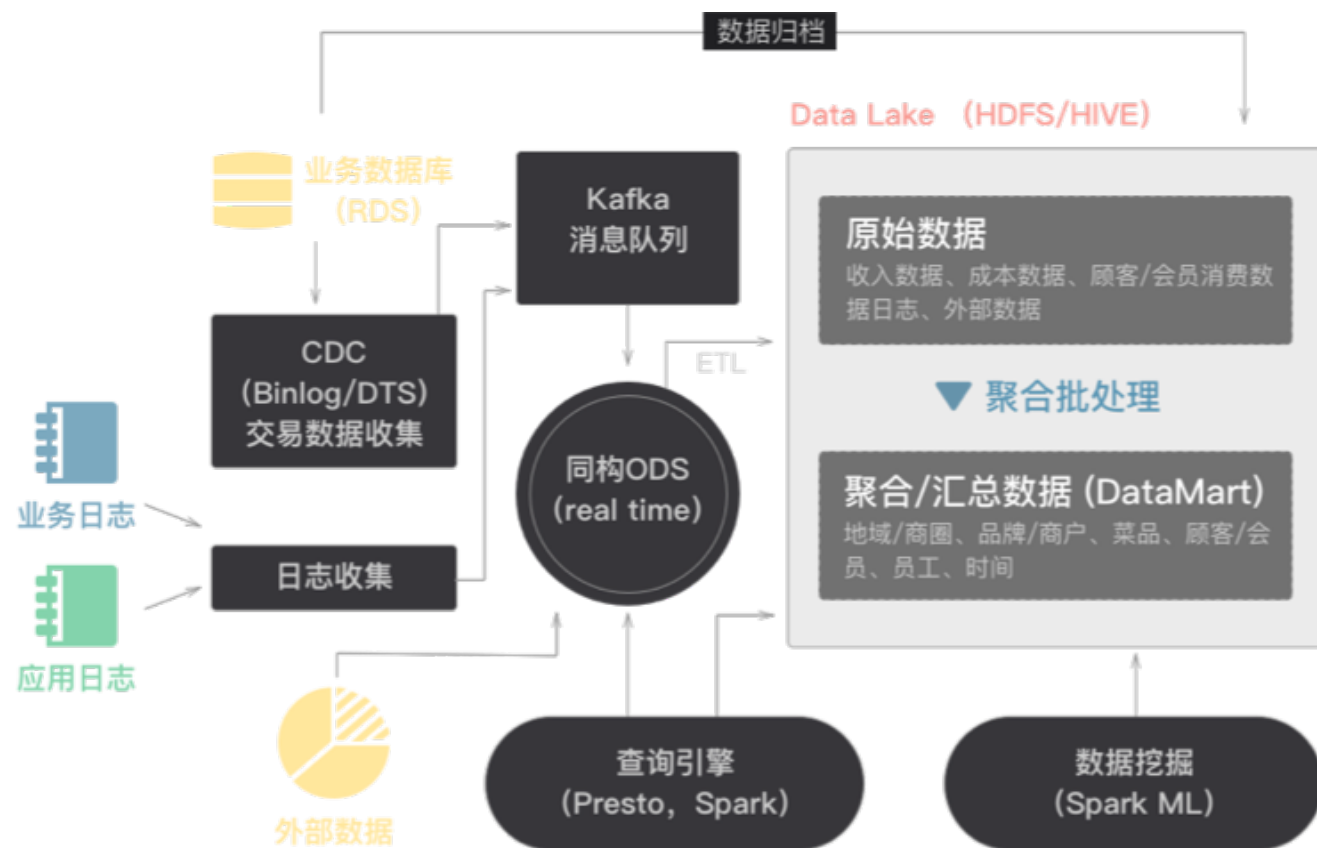 数据归档
Data Lake （HDFS/HIVE）
业务数据库
（RDS）
Kafka
消息队列
原始数据
收入数据、成本数据、顾客/会员消费数
据日志、外部数据
CDC
（Binlog/DTS）
交易数据收集
ETL
聚合批处理
业务日志
同构ODS
(real time)
聚合/汇总数据 (DataMart)
地域/商圈、品牌/商户、菜品、顾客/会
员、员工、时间
日志收集
应用日志
查询引擎
（Presto，Spark）
数据挖掘
（Spark ML）
外部数据